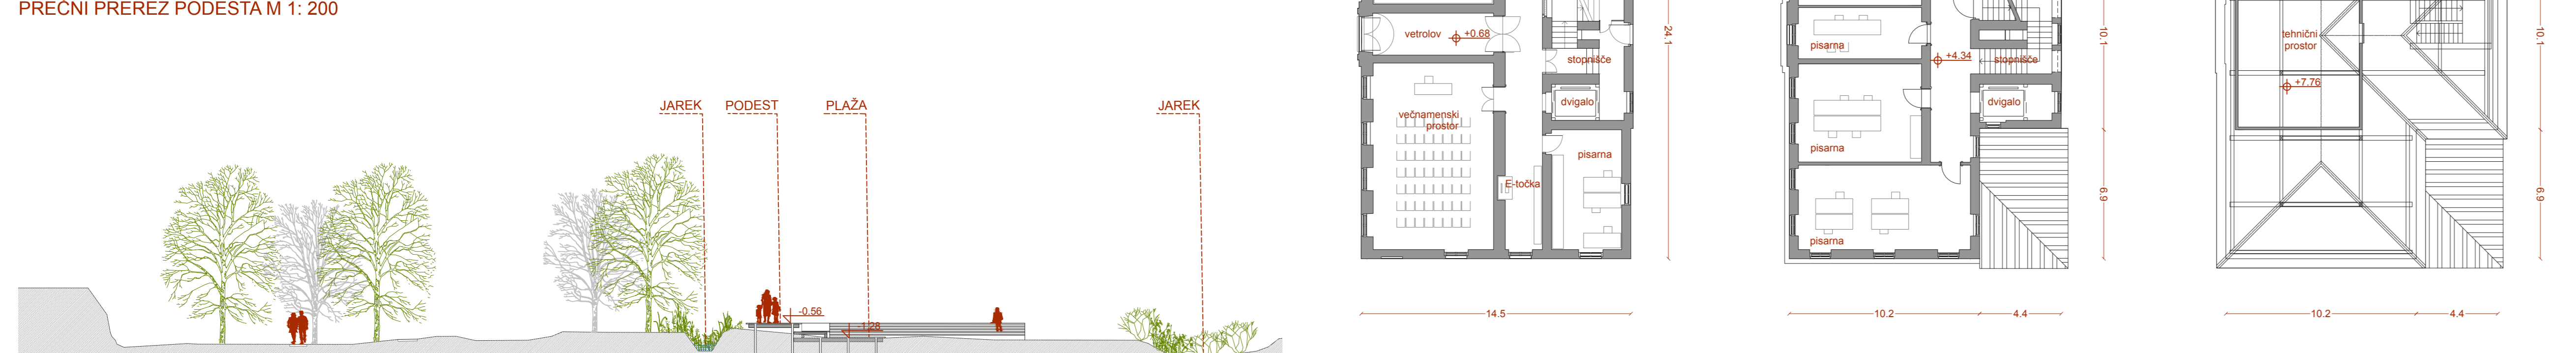 PREČNI PREREZ PODESTA M 1: 200
JAREK
PODEST
PLAŽA
JAREK
-0.56
-1.28
vetrolov
+0.68
stopnišče
dvigalo
večnamenski
prostor
pisarna
E-točka
24.1
14.5
pisarna
+4.34
stopnišče
dvigalo
pisarna
pisarna
10.1
6.9
10.2
4.4
tehnični
prostor
+7.76
10.1
6.9
10.2
4.4